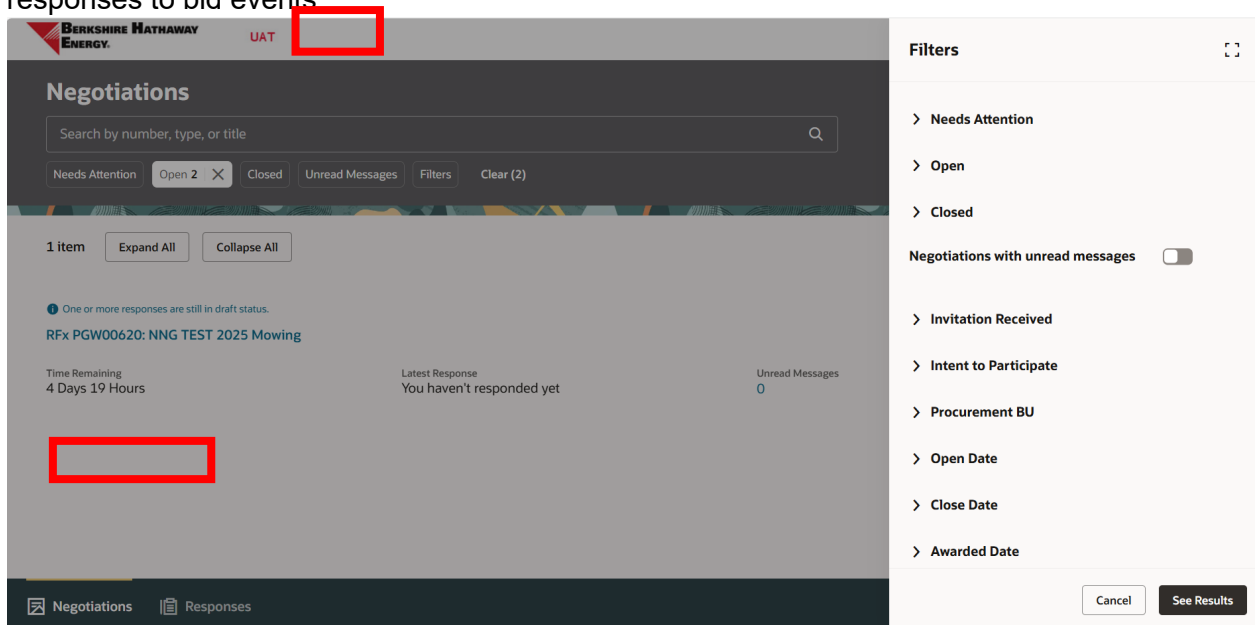 responses to bid events
BERKSHIRE HATHAWAY
ENERGY.
UAT
Negotiations
Search by number, type, or title
Needs Attention Open 2 Closed Unread Messages Filters Clear (2)
1 item Expand All Collapse All
One or more responses are still in draft status.
RFx PGW00620: NNG TEST 2025 Mowing
Time Remaining Latest Response Unread Messages
4 Days 19 Hours You haven't responded yet 0
Negotiations Responses
Filters
Needs Attention
Open
Closed
Negotiations with unread messages
Invitation Received
Intent to Participate
Procurement BU
Open Date
Close Date
Awarded Date
Cancel See Results